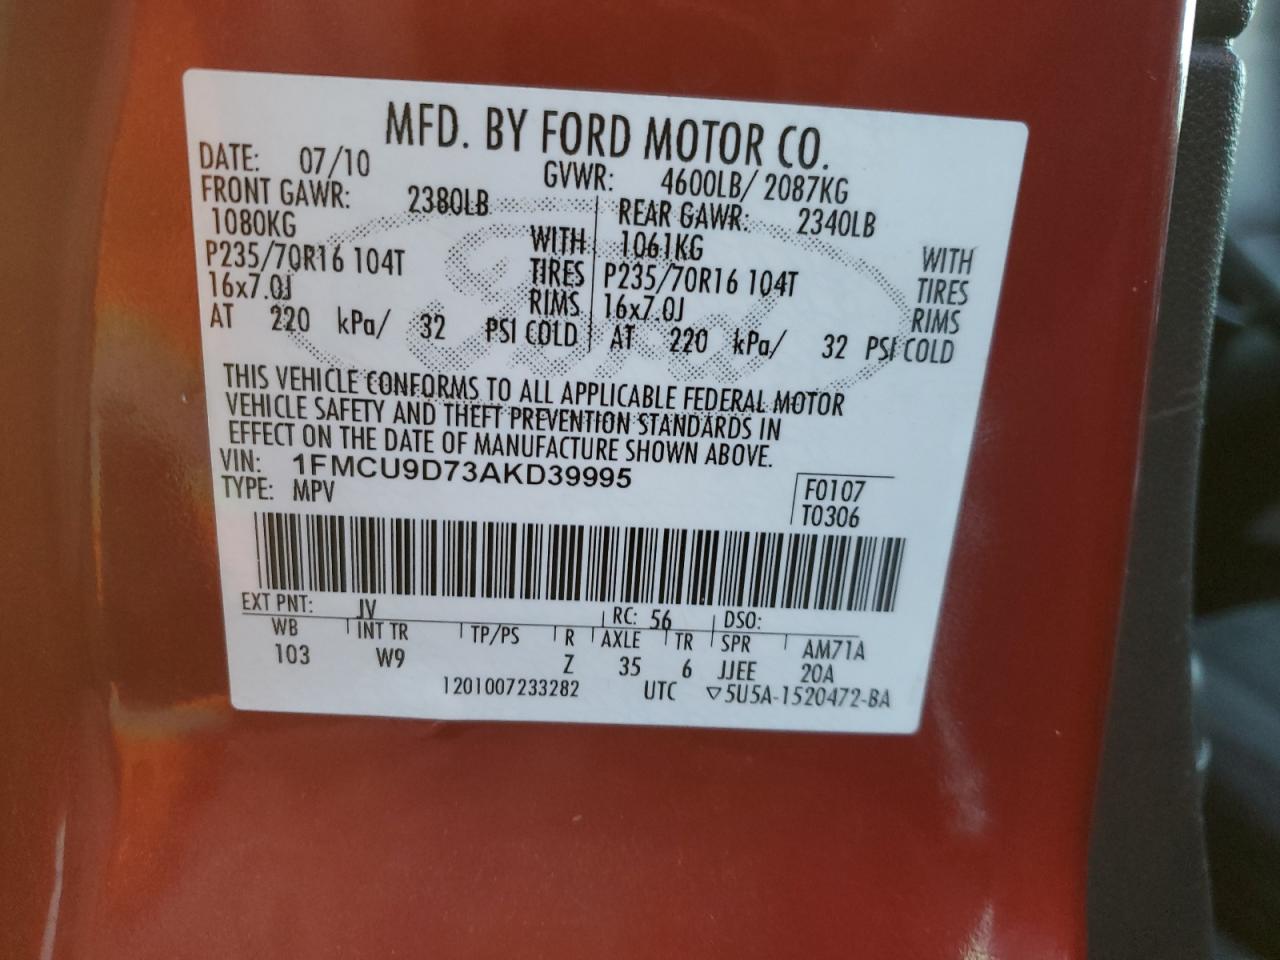 MFD. BY FORD MOTOR CO.
DATE: 07/10 GVWR: 4600LB/ 2087KG
FRONT GAWR: 2380LB REAR GAWR: 2340LB
1080KG WITH 1061KG WITH
P235/70R16 104T TIRES P235/70R16 104T TIRES
16x7.0J RIMS 16x7.0J RIMS
AT 220 kPa/ 32 PSI COLD AT 220 kPa/ 32 PSI COLD
Ford
THIS VEHICLE CONFORMS TO ALL APPLICABLE FEDERAL MOTOR
VEHICLE SAFETY AND THEFT PREVENTION STANDARDS IN
EFFECT ON THE DATE OF MANUFACTURE SHOWN ABOVE.
VIN: 1FMCU9D73AKD39995
TYPE: MPV F0107
T0306
EXT PNT: JV RC: 56 DSO:
WB INT TR TP/PS R AXLE TR SPR AM71A
103 W9 Z 35 6 JJEE 20A
1201007233282 UTC ▽5U5A-1520472-BA